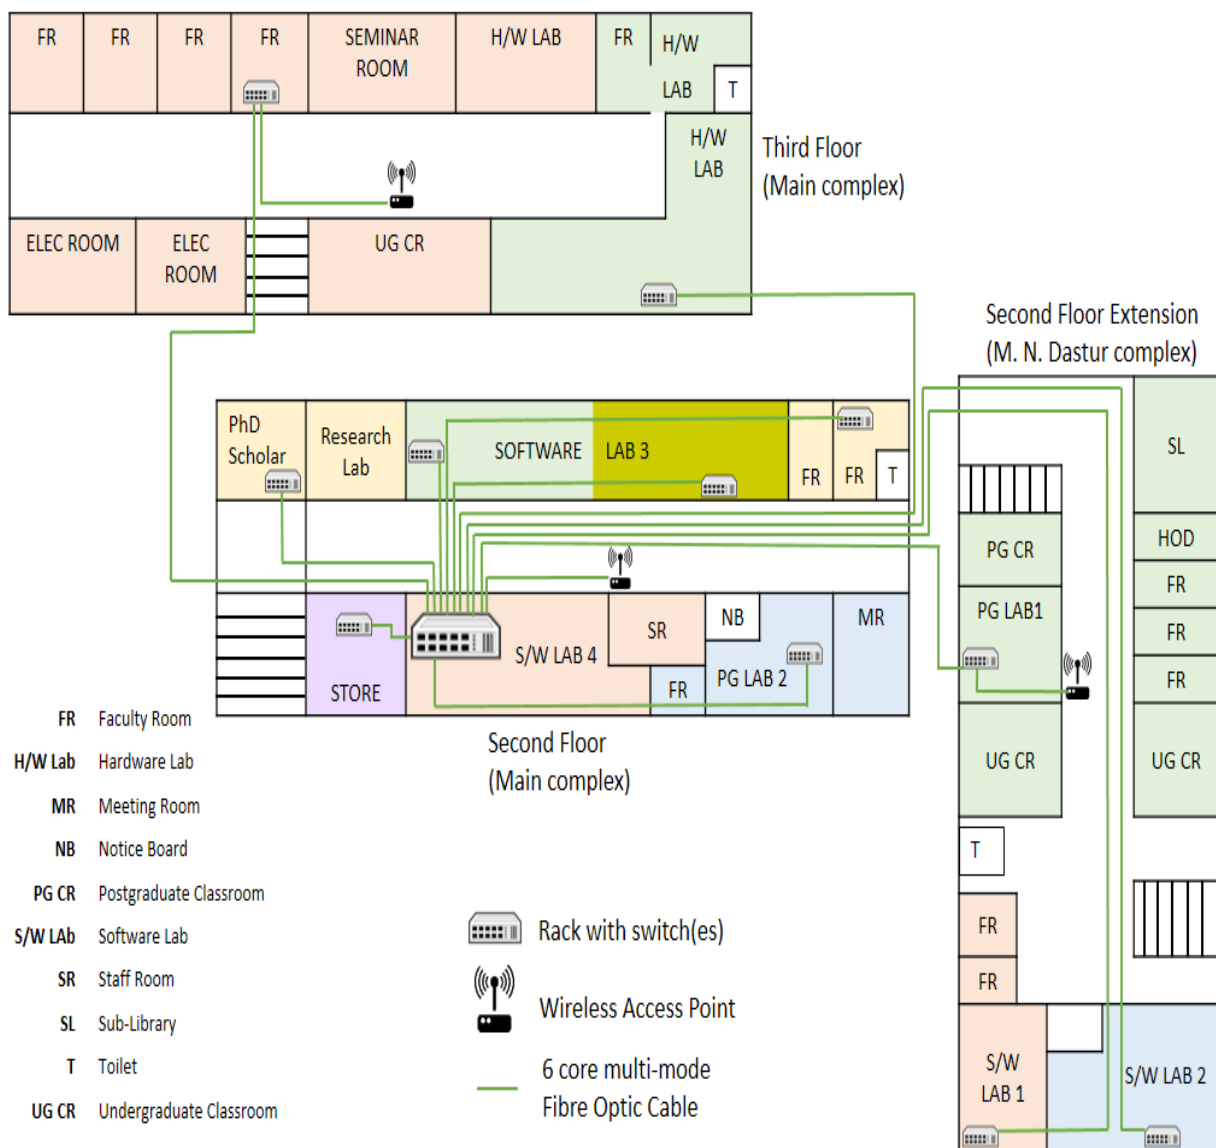 FR
FR
FR
FR
SEMINAR
ROOM
H/W LAB
FR
H/W
LAB
T
H/W
LAB
Third Floor
(Main complex)
ELEC ROOM
ELEC
ROOM
UG CR
Second Floor Extension
(M. N. Dastur complex)
PhD
Scholar
Research
Lab
SOFTWARE LAB 3
FR
FR
T
STORE
S/W LAB 4
SR
FR
NB
PG LAB 2
MR
Second Floor
(Main complex)
SL
PG CR
HOD
PG LAB1
FR
FR
FR
UG CR
UG CR
T
FR
FR
S/W
LAB 1
S/W LAB 2
FR Faculty Room
H/W Lab Hardware Lab
MR Meeting Room
NB Notice Board
PG CR Postgraduate Classroom
S/W LAb Software Lab
SR Staff Room
SL Sub-Library
T Toilet
UG CR Undergraduate Classroom
Rack with switch(es)
Wireless Access Point
6 core multi-mode
Fibre Optic Cable